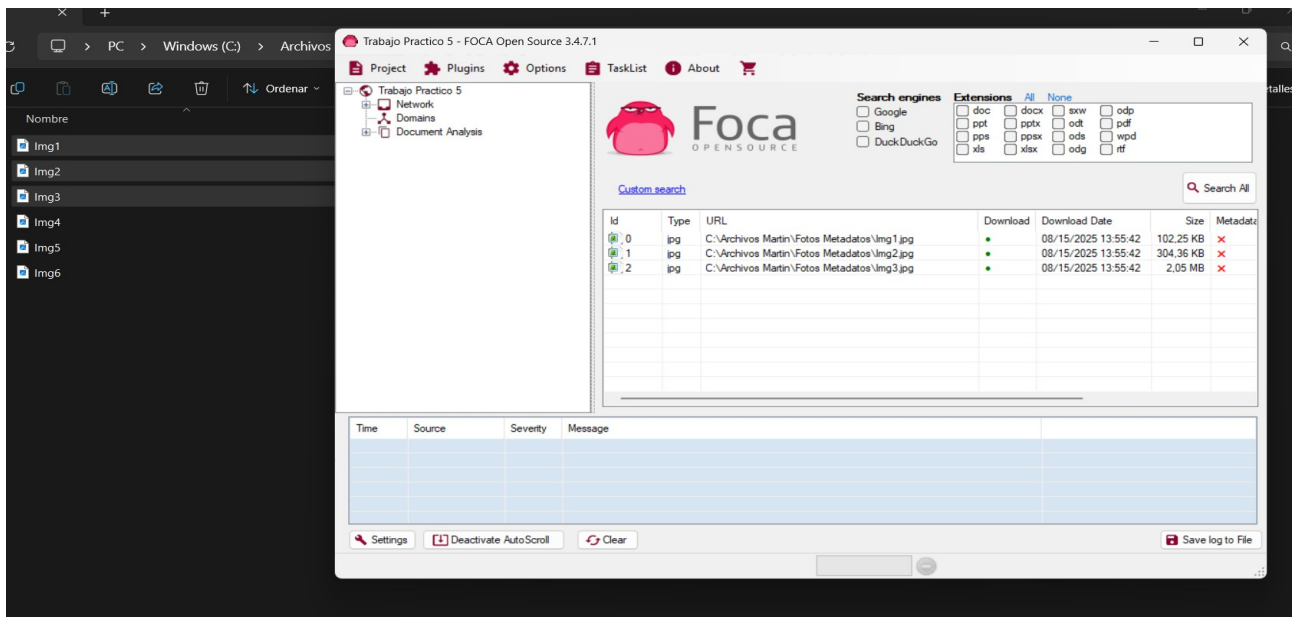 PC > Windows (C:) > Archivos
Ordenar
Nombre
Img1
Img2
Img3
Img4
Img5
Img6
Trabajo Practico 5 - FOCA Open Source 3.4.7.1
Project Plugins Options TaskList About
Trabajo Practico 5
Network
Domains
Document Analysis
Foca
OPENSOURCE
Search engines
Google
Bing
DuckDuckGo
Extensions All None
doc docx sxw odp
ppt pptx odt pdf
pps ppsx ods wpd
xls xlsx odg rtf
Custom search
Search All
Id Type URL Download Download Date Size Metadata
0 jpg C:\Archivos Martin\Fotos Metadatos\Img1.jpg 08/15/2025 13:55:42 102,25 KB
1 jpg C:\Archivos Martin\Fotos Metadatos\Img2.jpg 08/15/2025 13:55:42 304,36 KB
2 jpg C:\Archivos Martin\Fotos Metadatos\Img3.jpg 08/15/2025 13:55:42 2,05 MB
Time Source Severity Message
Settings Deactivate AutoScroll Clear Save log to File